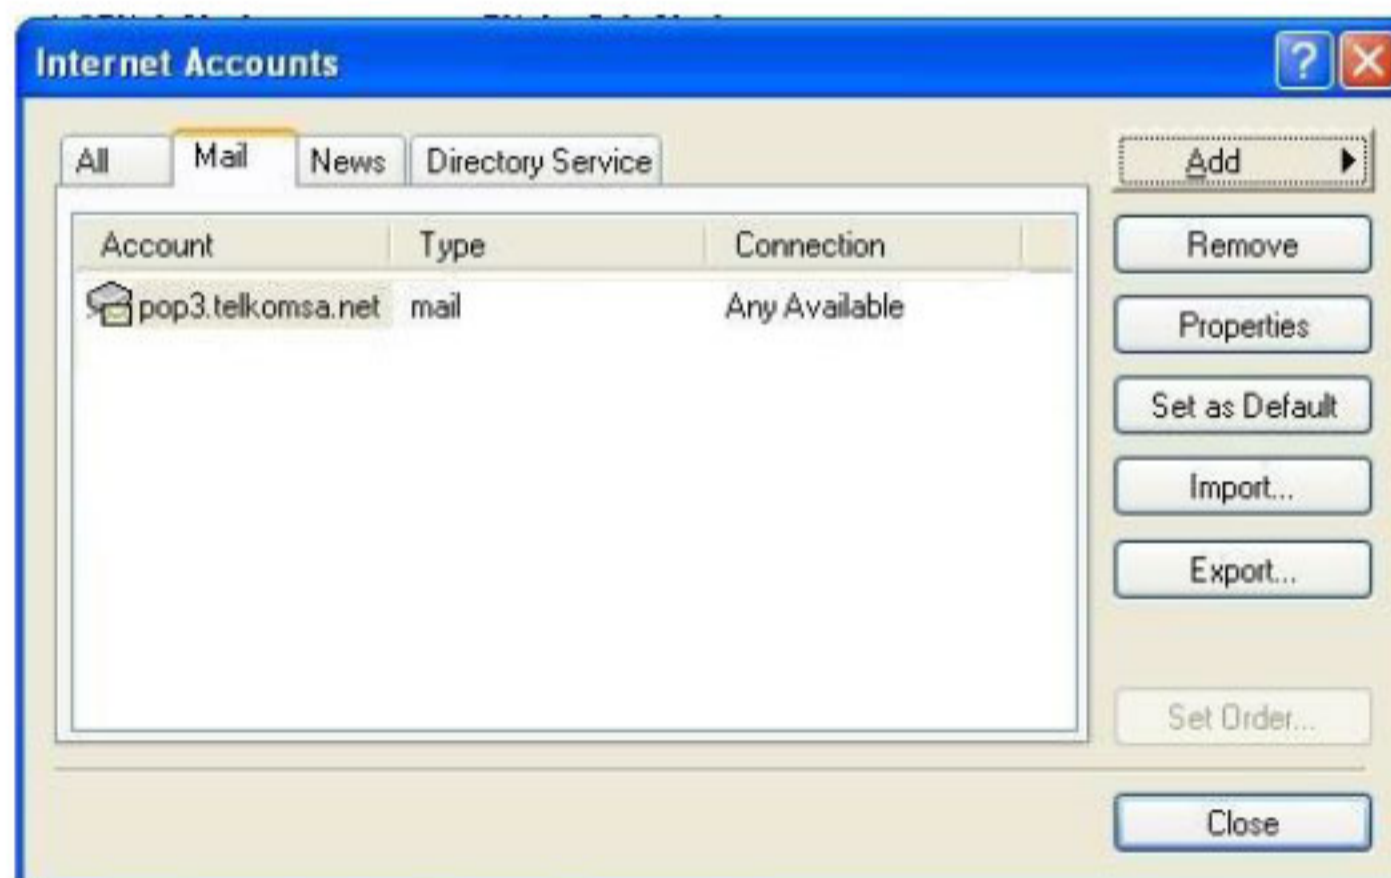 Internet Accounts
All Mail News Directory Service
Add
Account Type Connection
Remove
pop3.telkomsa.net mail Any Available
Properties
Set as Default
Import...
Export...
Set Order...
Close